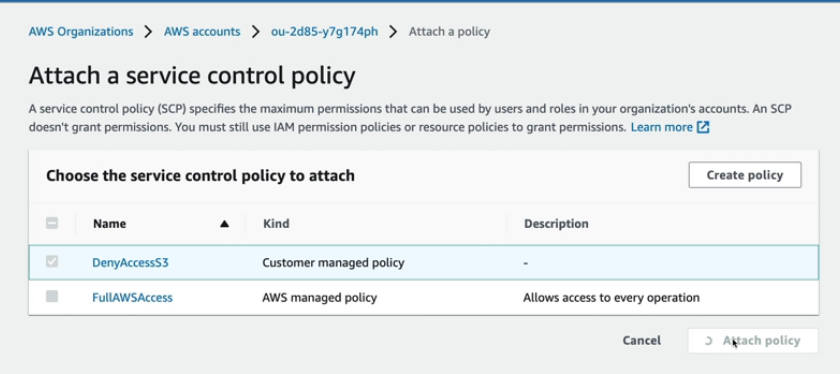 AWS Organizations > AWS accounts > ou-2d85-y7g174ph > Attach a policy
Attach a service control policy
A service control policy (SCP) specifies the maximum permissions that can be used by users and roles in your organization's accounts. An SCP
doesn't grant permissions. You must still use IAM permission policies or resource policies to grant permissions. Learn more
Choose the service control policy to attach
Create policy
Name Kind Description
DenyAccessS3 Customer managed policy -
FullAWSAccess AWS managed policy Allows access to every operation
Cancel Attach policy